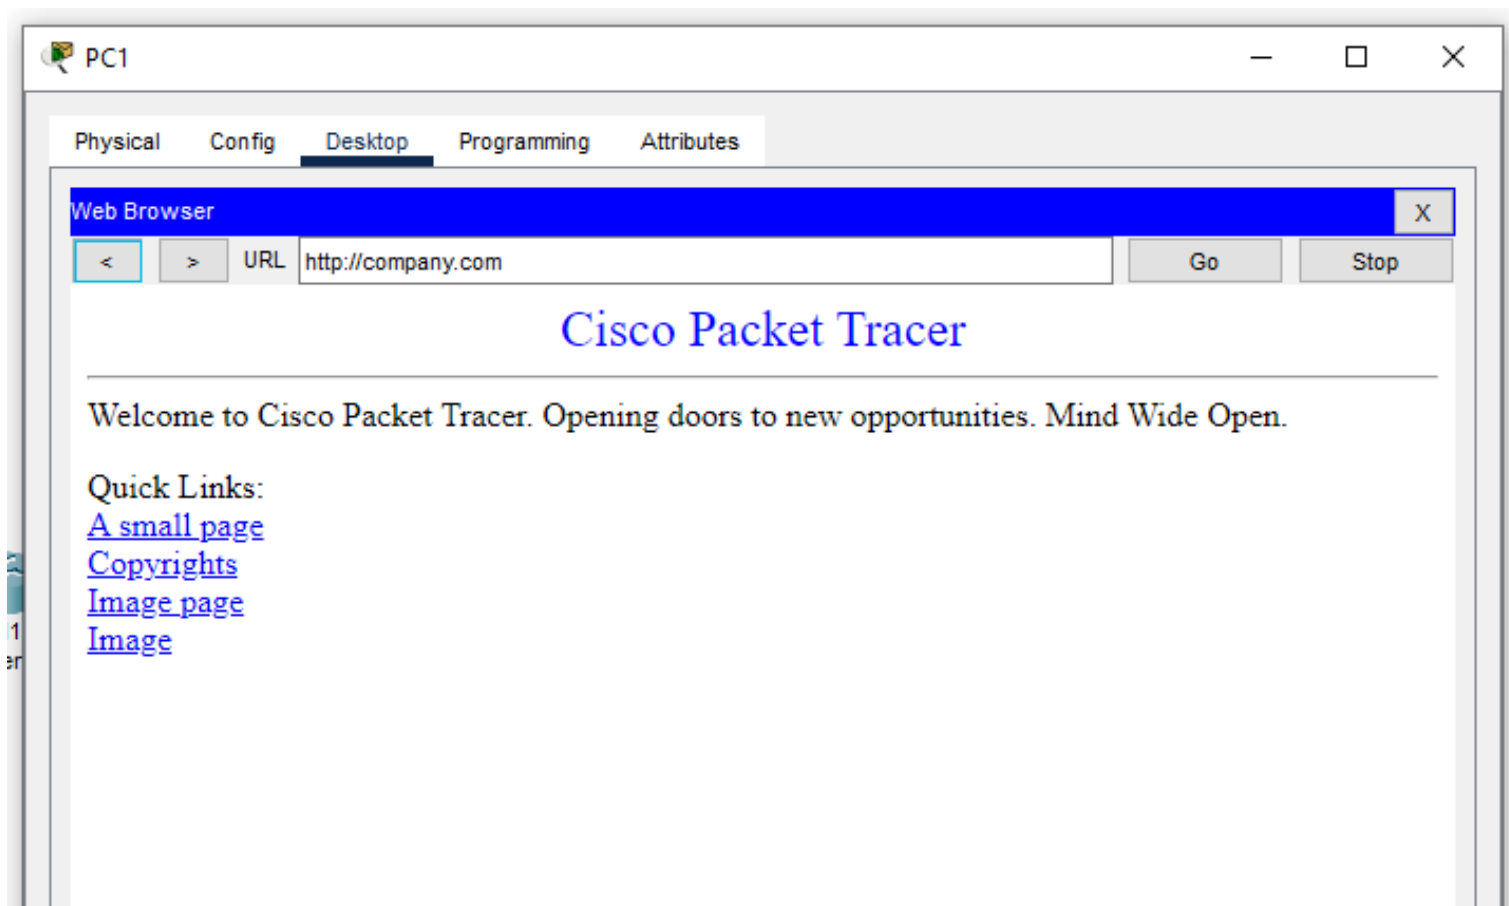 PC1
Physical Config Desktop Programming Attributes
Web Browser X
< > URL http://company.com Go Stop
Cisco Packet Tracer
Welcome to Cisco Packet Tracer. Opening doors to new opportunities. Mind Wide Open.
Quick Links:
A small page
Copyrights
Image page
Image
1
er